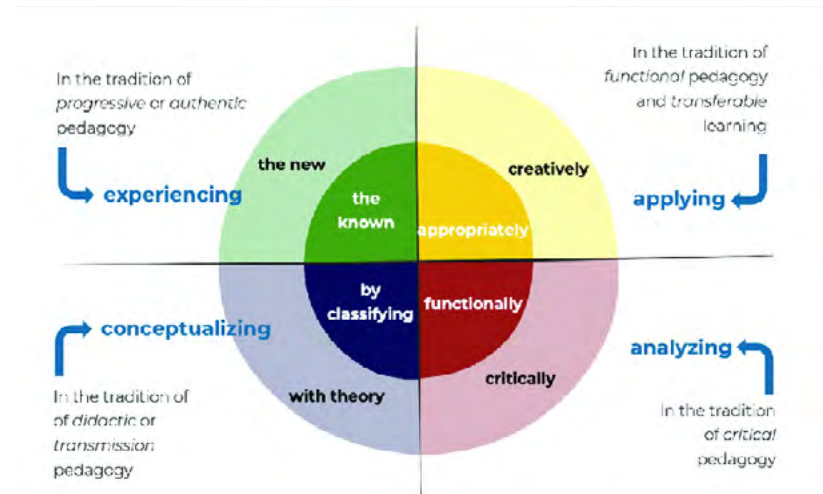 In the tradition of
progressive or authentic
pedagogy
experiencing
the new
the
known
In the tradition of
functional pedagogy
and transferable
learning
applying
creatively
appropriately
conceptualizing
In the tradition of
of didactic or
transmission
pedagogy
by
classifying
with theory
functionally
critically
analyzing
In the tradition
of critical
pedagogy